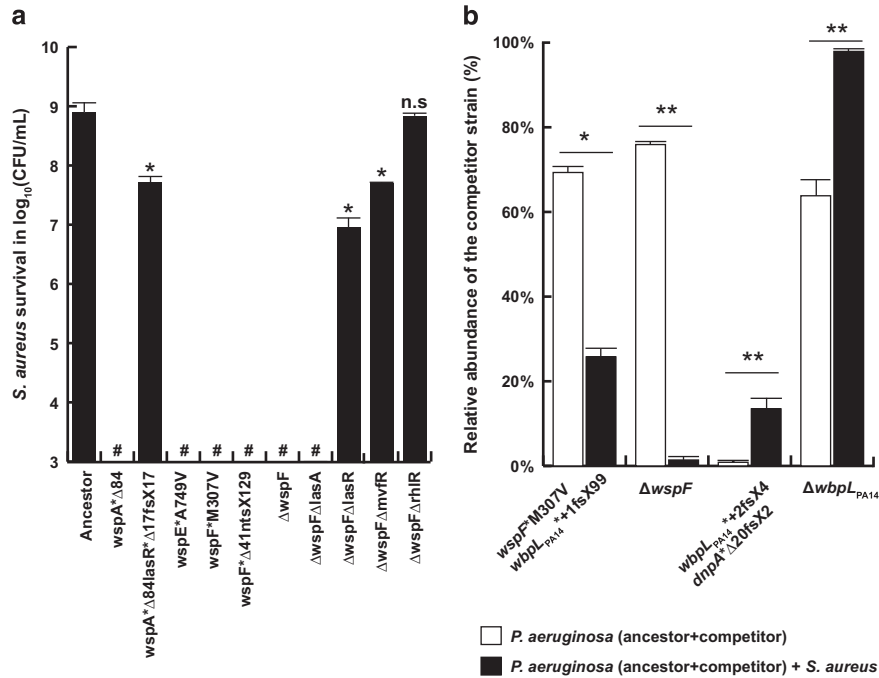 a
S. aureus survival in log10(CFU/mL)
10
9
8
7
6
5
4
3
*
*
*
n.s
#
#
#
#
#
#
Ancestor
wspA*Δ84
wspA*Δ84lasR*Δ17fsX17
wspE*A749V
wspF*M307V
wspF*Δ41ntsX129
ΔwspF
ΔwspFΔlasA
ΔwspFΔlasR
ΔwspFΔmvfR
ΔwspFΔrhlR
b
Relative abundance of the competitor strain (%)
100%
80%
60%
40%
20%
0%
*
**
**
**
wspF*M307V
wbpLPA14*+1fsX99
ΔwspF
wbpLPA14*+2fsX4
dnpA*Δ20fsX2
ΔwbpLPA14
P. aeruginosa (ancestor+competitor)
P. aeruginosa (ancestor+competitor) + S. aureus